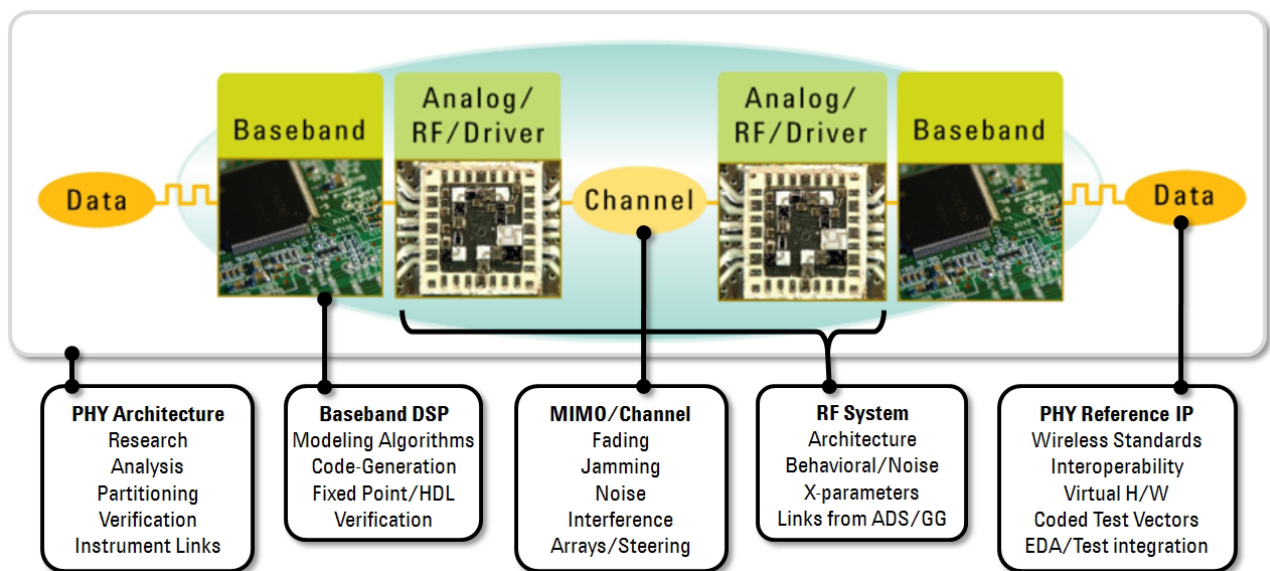 Baseband
Analog/
RF/Driver
Analog/
RF/Driver
Baseband
Data
Channel
Data
PHY Architecture
Research
Analysis
Partitioning
Verification
Instrument Links
Baseband DSP
Modeling Algorithms
Code-Generation
Fixed Point/HDL
Verification
MIMO/Channel
Fading
Jamming
Noise
Interference
Arrays/Steering
RF System
Architecture
Behavioral/Noise
X-parameters
Links from ADS/GG
PHY Reference IP
Wireless Standards
Interoperability
Virtual H/W
Coded Test Vectors
EDA/Test integration